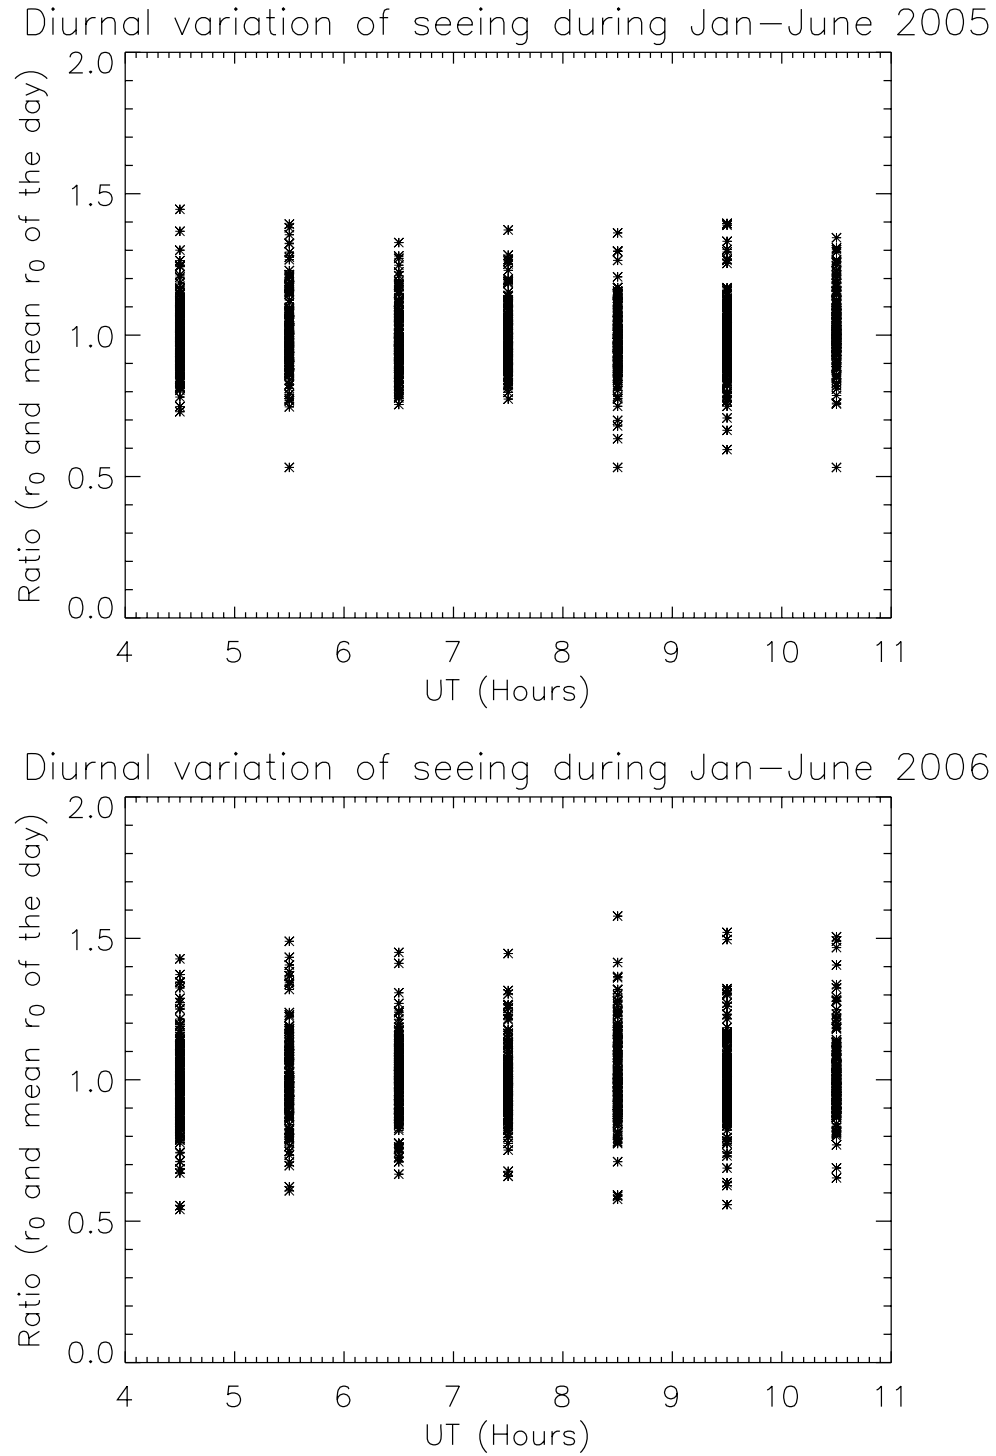 Diurnal variation of seeing during Jan–June 2005
Ratio (r0 and mean r0 of the day)
2.0
1.5
1.0
0.5
0.0
4 5 6 7 8 9 10 11
UT (Hours)
Diurnal variation of seeing during Jan–June 2006
Ratio (r0 and mean r0 of the day)
2.0
1.5
1.0
0.5
0.0
4 5 6 7 8 9 10 11
UT (Hours)